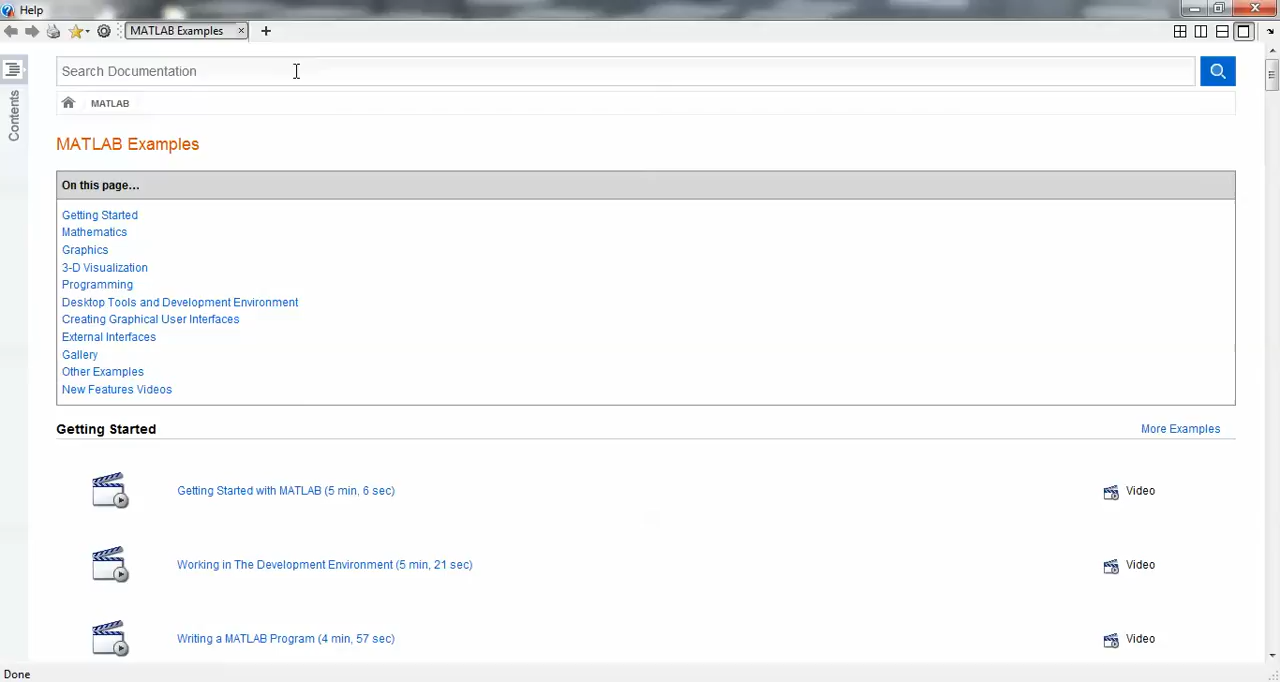 Help
MATLAB Examples
Search Documentation
MATLAB
MATLAB Examples
On this page…
Getting Started
Mathematics
Graphics
3-D Visualization
Programming
Desktop Tools and Development Environment
Creating Graphical User Interfaces
External Interfaces
Gallery
Other Examples
New Features Videos
Getting Started More Examples
Getting Started with MATLAB (5 min, 6 sec) Video
Working in The Development Environment (5 min, 21 sec) Video
Writing a MATLAB Program (4 min, 57 sec) Video
Contents
Done